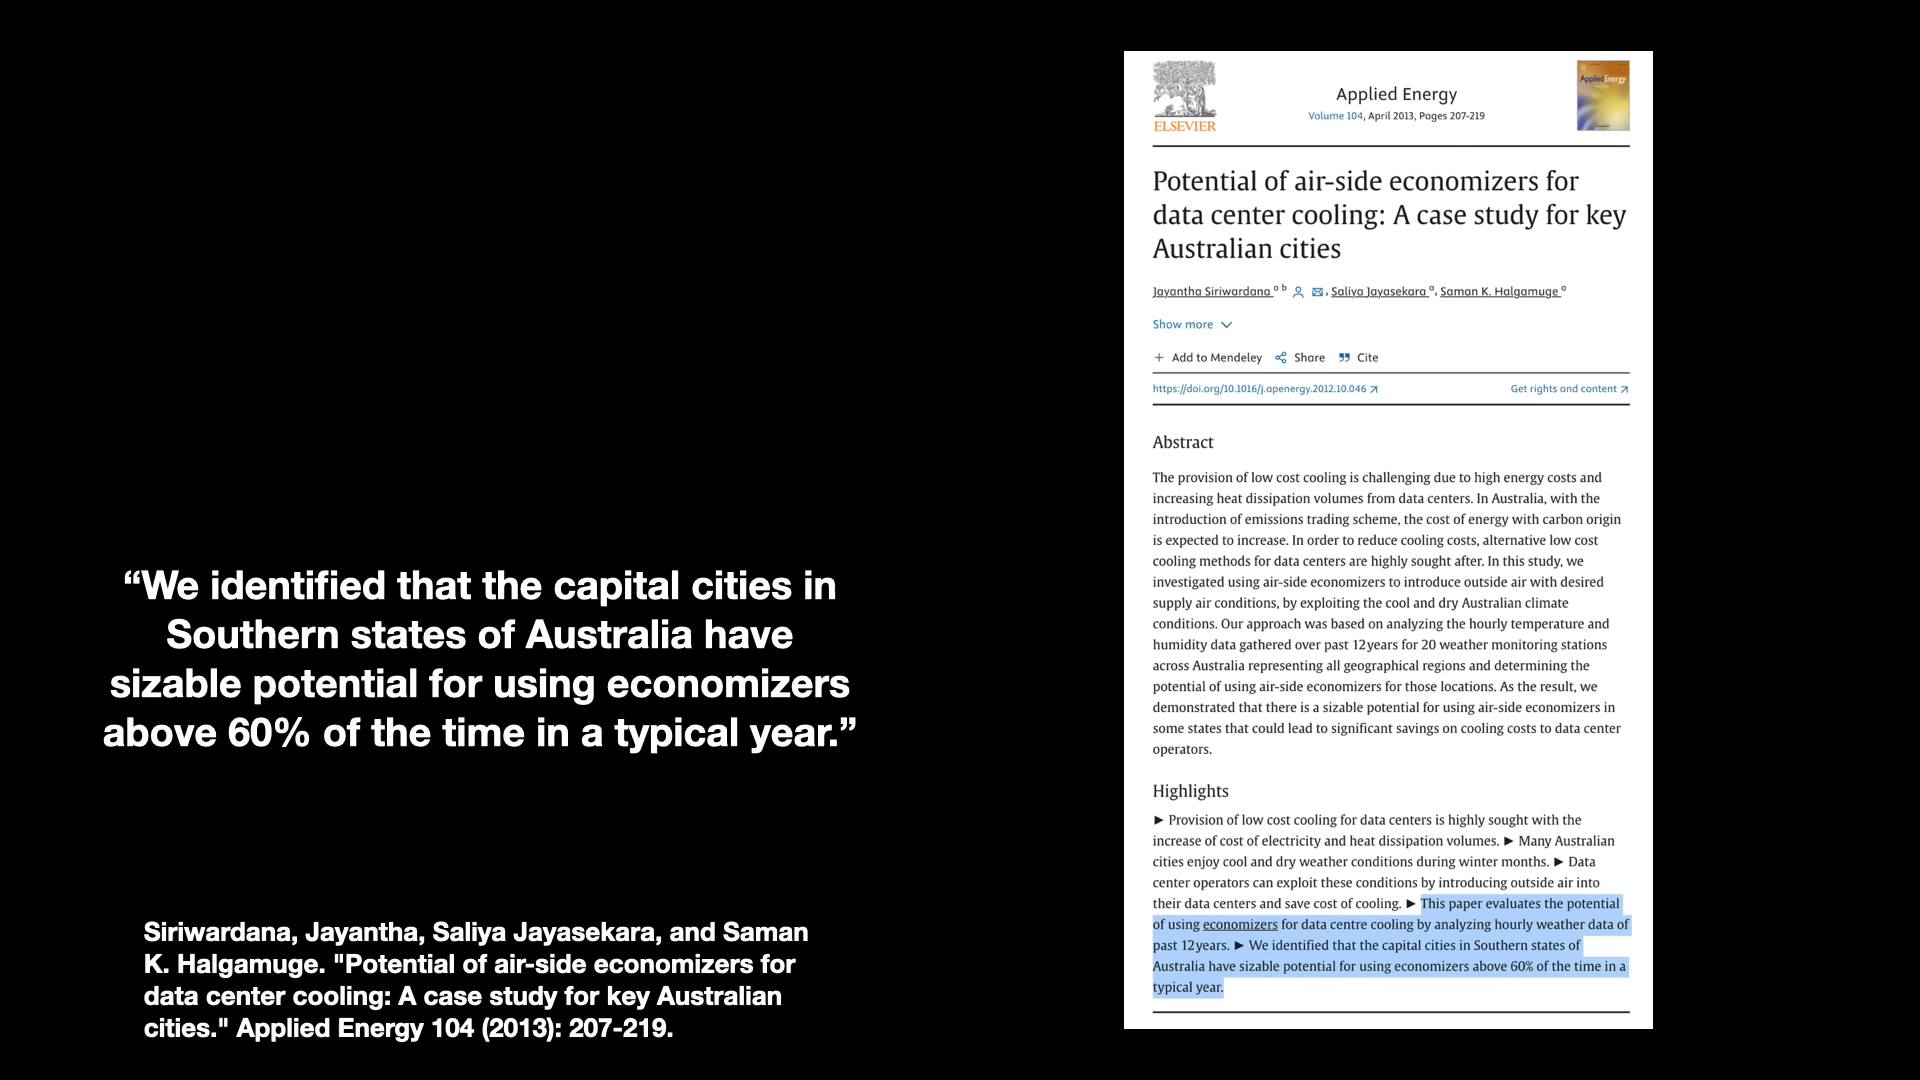 “We identified that the capital cities in
Southern states of Australia have
sizable potential for using economizers
above 60% of the time in a typical year.”
Siriwardana, Jayantha, Saliya Jayasekara, and Saman
K. Halgamuge. "Potential of air-side economizers for
data center cooling: A case study for key Australian
cities." Applied Energy 104 (2013): 207-219.
ELSEVIER
Applied Energy
Volume 104, April 2013, Pages 207-219
AppliedEnergy
Potential of air-side economizers for
data center cooling: A case study for key
Australian cities
Jayantha Siriwardana a b, Saliya Jayasekara a, Saman K. Halgamuge a
Show more
+ Add to Mendeley Share Cite
https://doi.org/10.1016/j.apenergy.2012.10.046 Get rights and content
Abstract
The provision of low cost cooling is challenging due to high energy costs and
increasing heat dissipation volumes from data centers. In Australia, with the
introduction of emissions trading scheme, the cost of energy with carbon origin
is expected to increase. In order to reduce cooling costs, alternative low cost
cooling methods for data centers are highly sought after. In this study, we
investigated using air-side economizers to introduce outside air with desired
supply air conditions, by exploiting the cool and dry Australian climate
conditions. Our approach was based on analyzing the hourly temperature and
humidity data gathered over past 12years for 20 weather monitoring stations
across Australia representing all geographical regions and determining the
potential of using air-side economizers for those locations. As the result, we
demonstrated that there is a sizable potential for using air-side economizers in
some states that could lead to significant savings on cooling costs to data center
operators.
Highlights
► Provision of low cost cooling for data centers is highly sought with the
increase of cost of electricity and heat dissipation volumes. ► Many Australian
cities enjoy cool and dry weather conditions during winter months. ► Data
center operators can exploit these conditions by introducing outside air into
their data centers and save cost of cooling. ► This paper evaluates the potential
of using economizers for data centre cooling by analyzing hourly weather data of
past 12years. ► We identified that the capital cities in Southern states of
Australia have sizable potential for using economizers above 60% of the time in a
typical year.